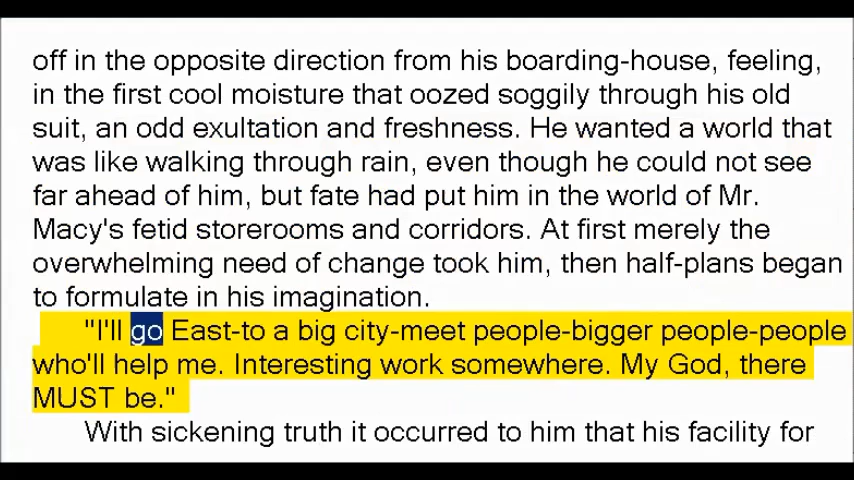 off in the opposite direction from his boarding-house, feeling,
in the first cool moisture that oozed soggily through his old
suit, an odd exultation and freshness. He wanted a world that
was like walking through rain, even though he could not see
far ahead of him, but fate had put him in the world of Mr.
Macy's fetid storerooms and corridors. At first merely the
overwhelming need of change took him, then half-plans began
to formulate in his imagination.
"I'll go East-to a big city-meet people-bigger people-people
who'll help me. Interesting work somewhere. My God, there
MUST be."
With sickening truth it occurred to him that his facility for